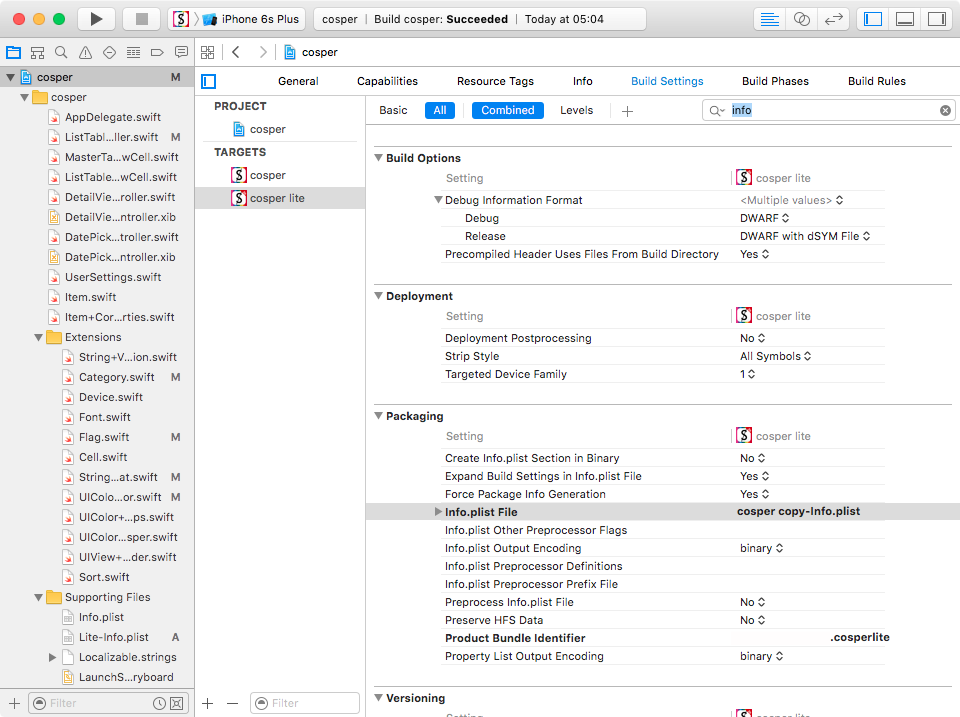 iPhone 6s Plus
cosper | Build cosper: Succeeded | Today at 05:04
cosper
General Capabilities Resource Tags Info Build Settings Build Phases Build Rules
Basic All Combined Levels info
cosper M
cosper
AppDelegate.swift
ListTabl...ller.swift M
MasterTa...wCell.swift
ListTable...wCell.swift
DetailVie...roller.swift
DetailVie...ntroller.xib
DatePick...troller.swift
DatePick...ntroller.xib
UserSettings.swift
Item.swift
Item+Cor...rties.swift
Extensions
String+V...ion.swift
Category.swift M
Device.swift
Font.swift
Flag.swift M
Cell.swift
String...at.swift M
UIColo...or.swift M
UIColor+...ps.swift
UIColor...sper.swift
UIView+...der.swift
Sort.swift
Supporting Files
Info.plist
Lite-Info.plist A
Localizable.strings
LaunchS...ryboard
Filter
PROJECT
cosper
TARGETS
cosper
cosper lite
Filter
Build Options
Setting cosper lite
Debug Information Format <Multiple values>
Debug DWARF
Release DWARF with dSYM File
Precompiled Header Uses Files From Build Directory Yes
Deployment
Setting cosper lite
Deployment Postprocessing No
Strip Style All Symbols
Targeted Device Family 1
Packaging
Setting cosper lite
Create Info.plist Section in Binary No
Expand Build Settings in Info.plist File Yes
Force Package Info Generation Yes
Info.plist File cosper copy-Info.plist
Info.plist Other Preprocessor Flags
Info.plist Output Encoding binary
Info.plist Preprocessor Definitions
Info.plist Preprocessor Prefix File
Preprocess Info.plist File No
Preserve HFS Data No
Product Bundle Identifier .cosperlite
Property List Output Encoding binary
Versioning
Setting cosper lite